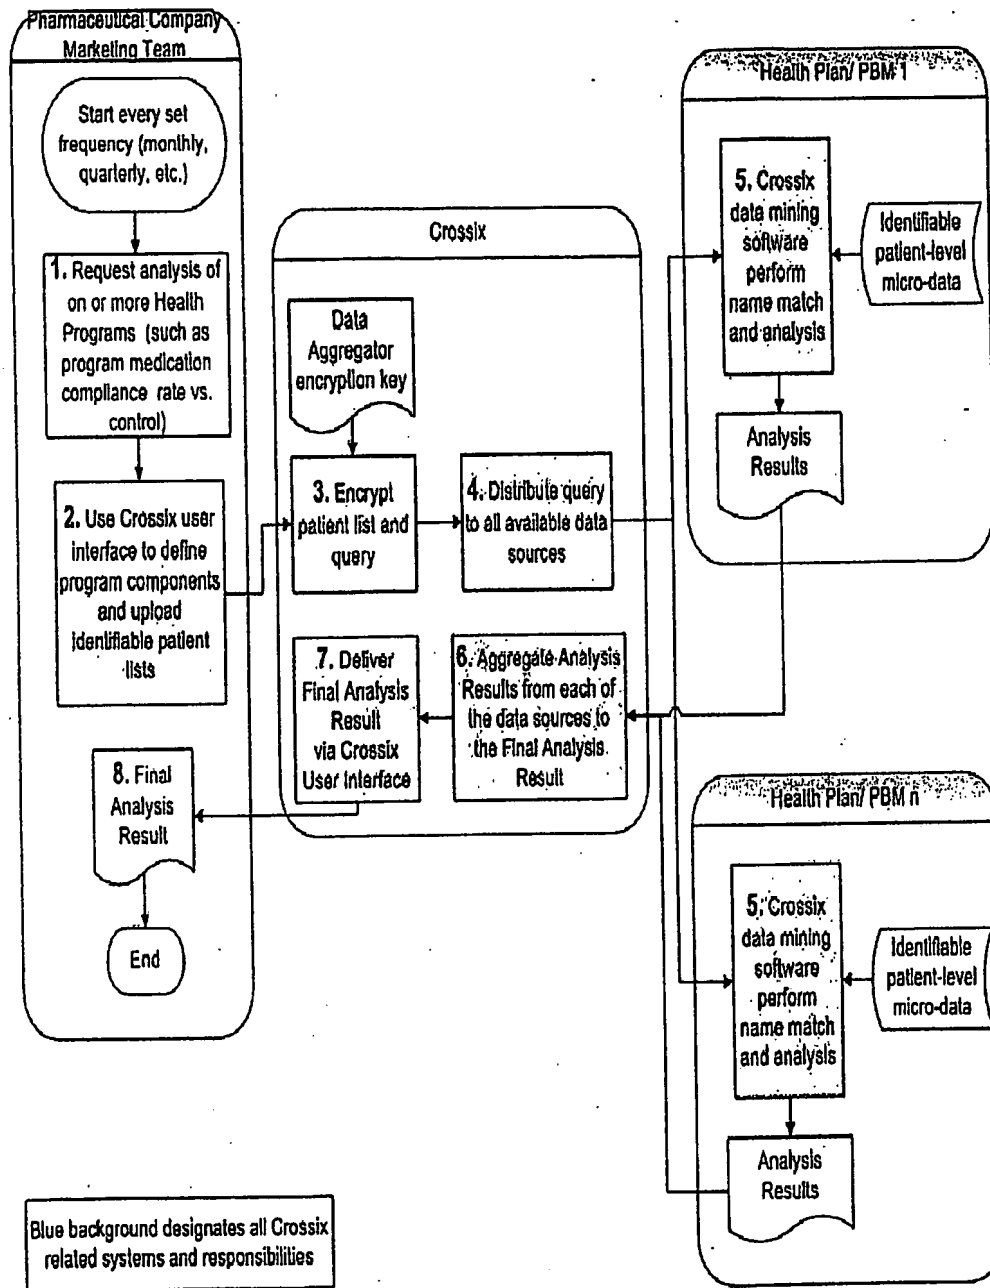 Pharmaceutical Company
Marketing Team
Start every set
frequency (monthly,
quarterly, etc.)
1. Request analysis of
on or more Health
Programs (such as
program medication
compliance rate vs.
control)
2. Use Crossix user
interface to define
program components
and upload
identifiable patient
lists
8. Final
Analysis
Result
End
Crossix
Data
Aggregator
encryption key
3. Encrypt
patient list and
query
4. Distribute query
to all available data
sources
7. Deliver
Final Analysis
Result
via Crossix
User Interface
6. Aggregate Analysis
Results from each of
the data sources to
the Final Analysis
Result
Health Plan/ PBM 1
5. Crossix
data mining
software
perform
name match
and analysis
Identifiable
patient-level
micro-data
Analysis
Results
Health Plan/ PBM n
5. Crossix
data mining
software
perform
name match
and analysis
Identifiable
patient-level
micro-data
Analysis
Results
Blue background designates all Crossix
related systems and responsibilities